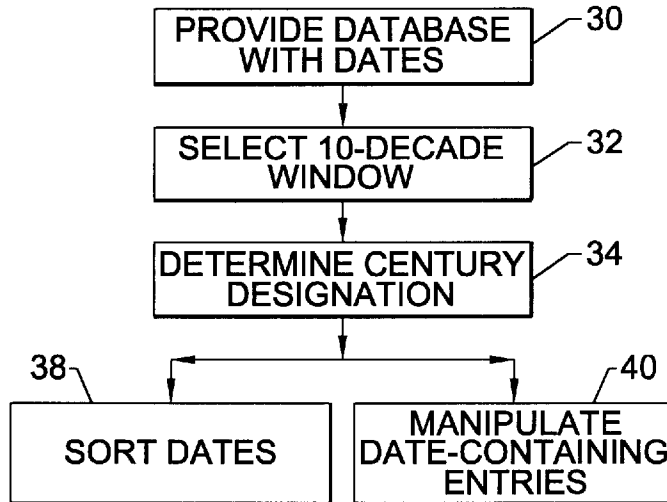 PROVIDE DATABASE
WITH DATES
30
SELECT 10-DECADE
WINDOW
32
DETERMINE CENTURY
DESIGNATION
34
38
SORT DATES
40
MANIPULATE
DATE-CONTAINING
ENTRIES